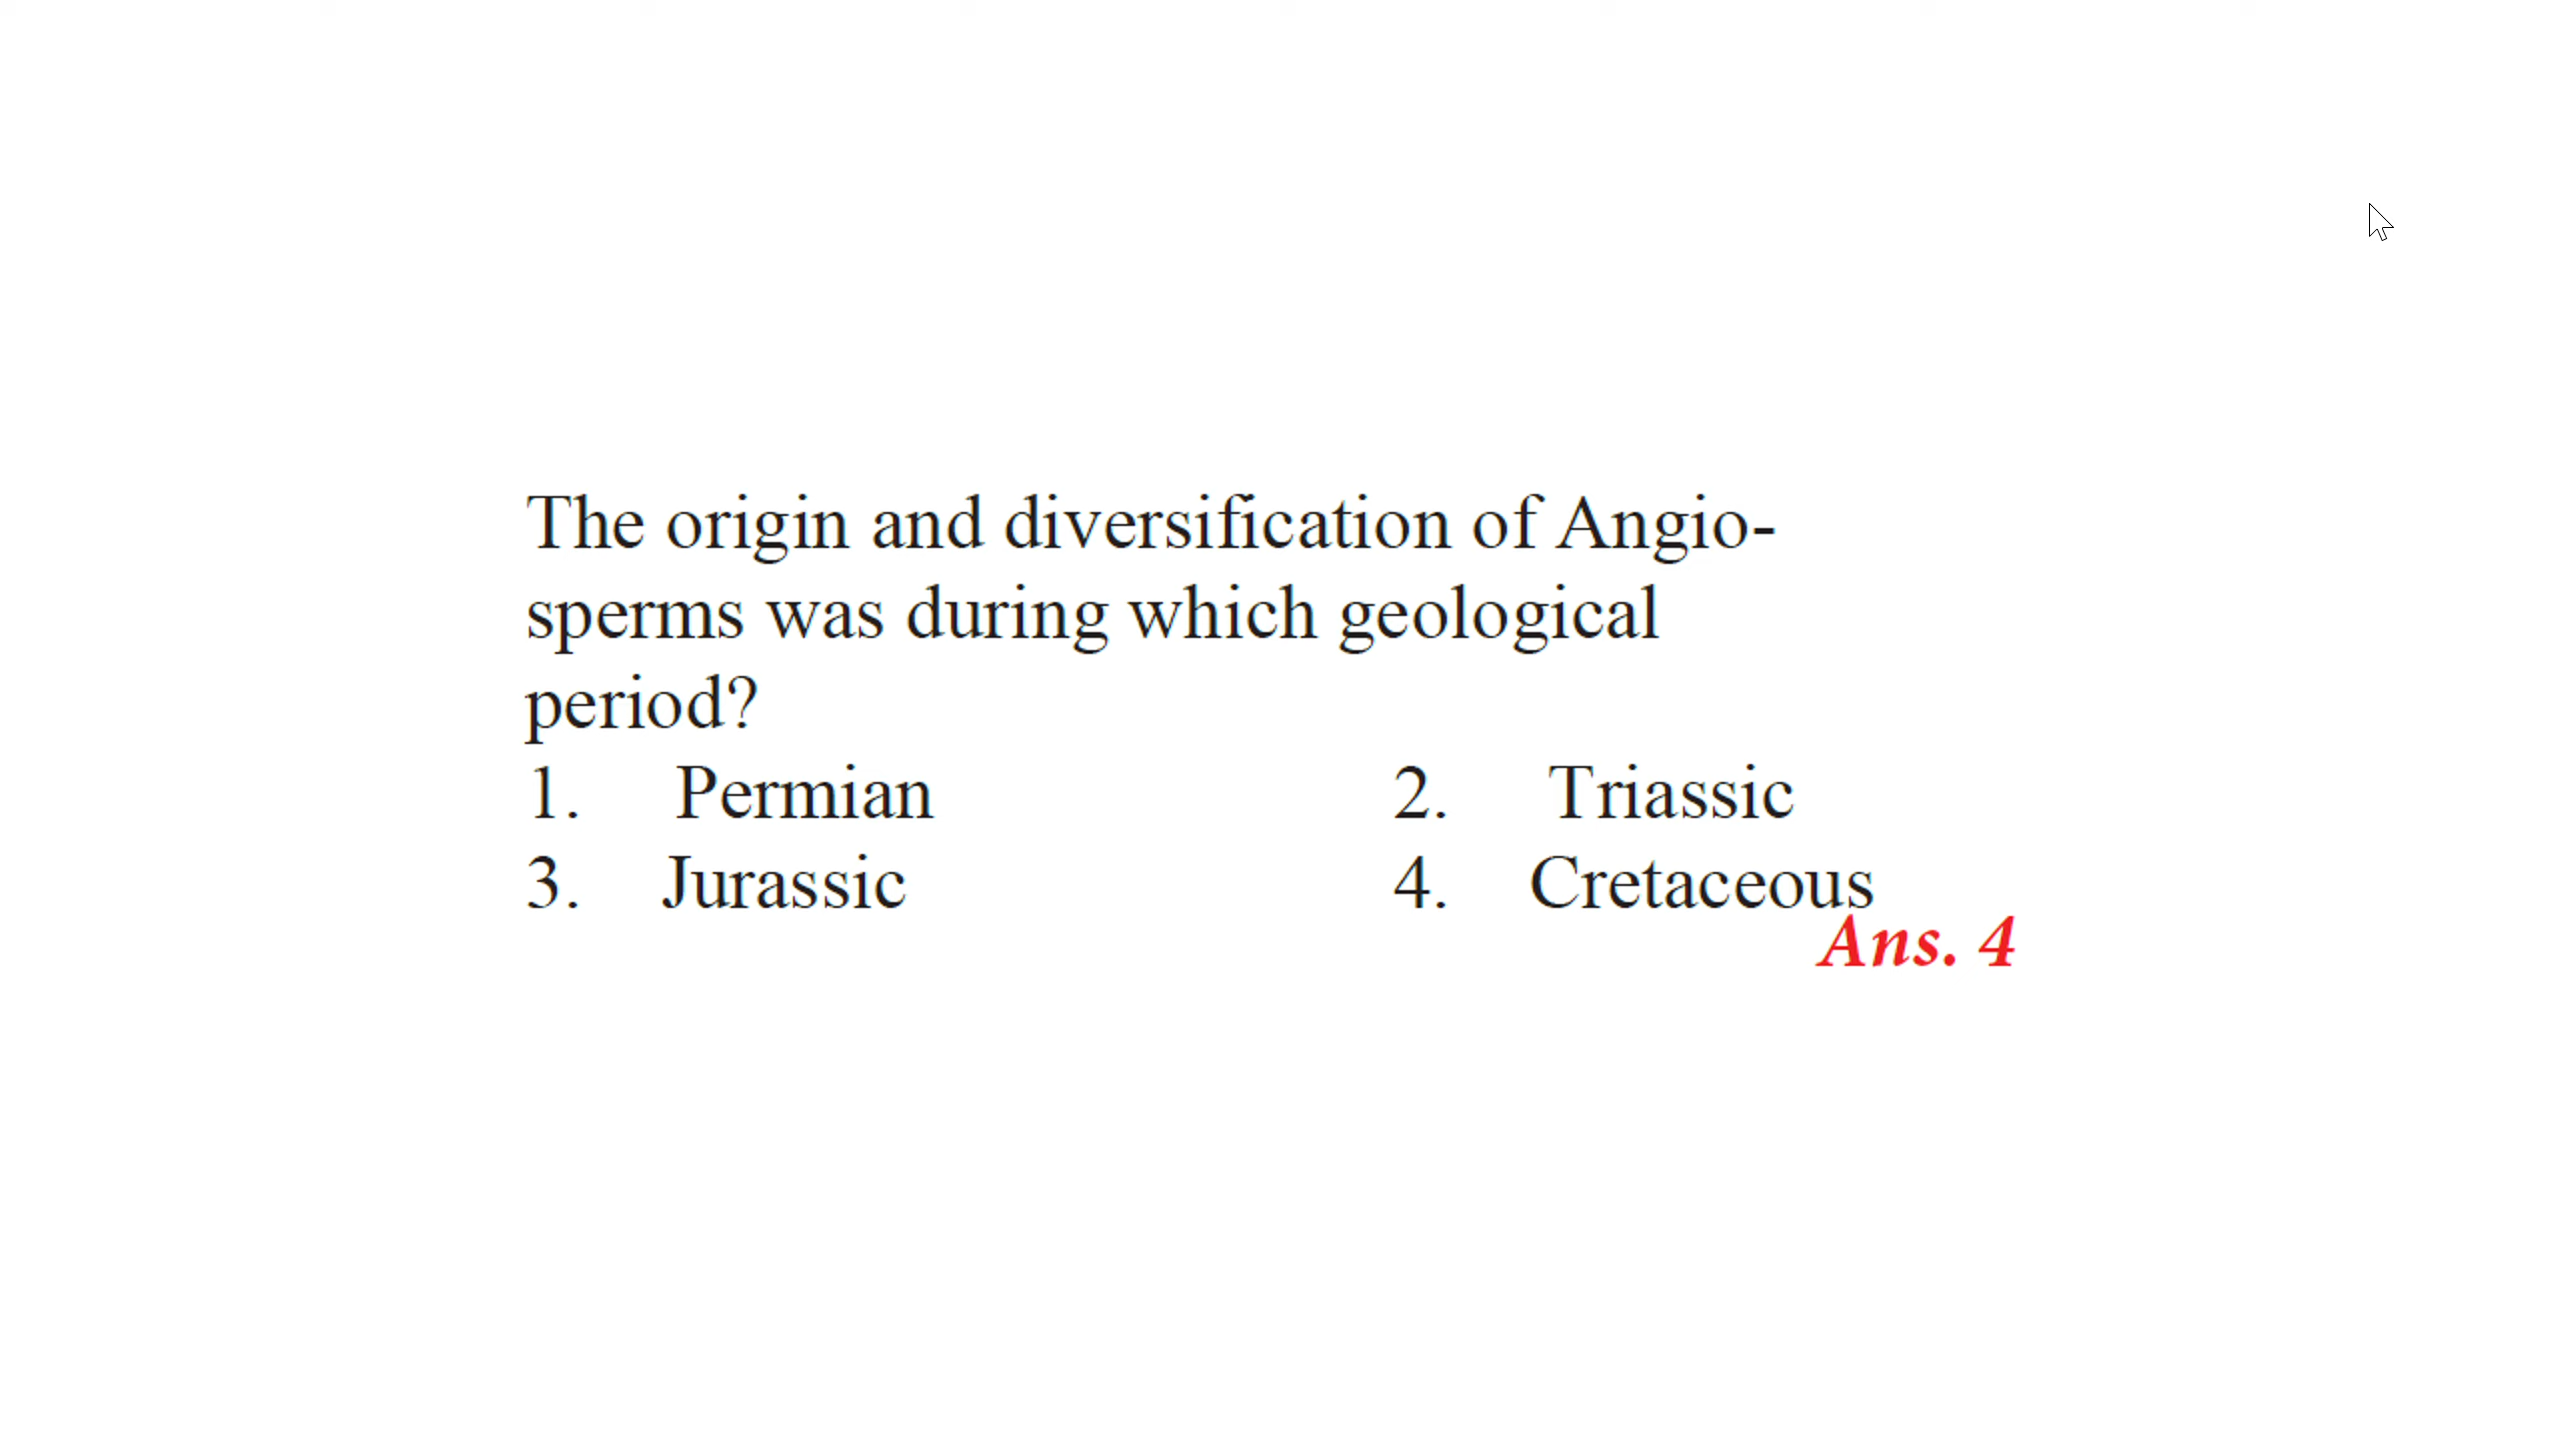 The origin and diversification of Angio-
sperms was during which geological
period?
1. Permian 2. Triassic
3. Jurassic 4. Cretaceous
Ans. 4